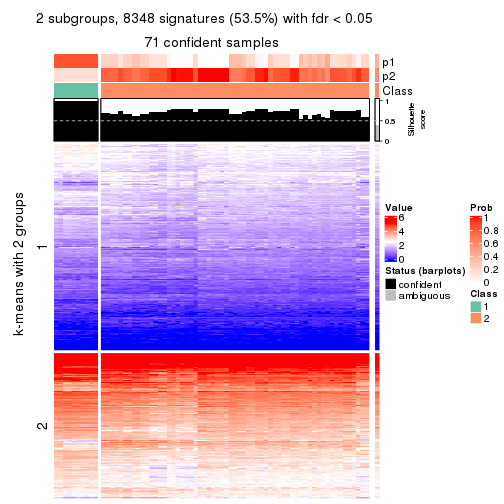 2 subgroups, 8348 signatures (53.5%) with fdr < 0.05
71 confident samples
p1
p2
Class
1
0.5
0
Silhouette
score
k-means with 2 groups
1
2
Value
6
4
2
0
Status (barplots)
confident
ambiguous
Prob
1
0.8
0.6
0.4
0.2
0
Class
1
2